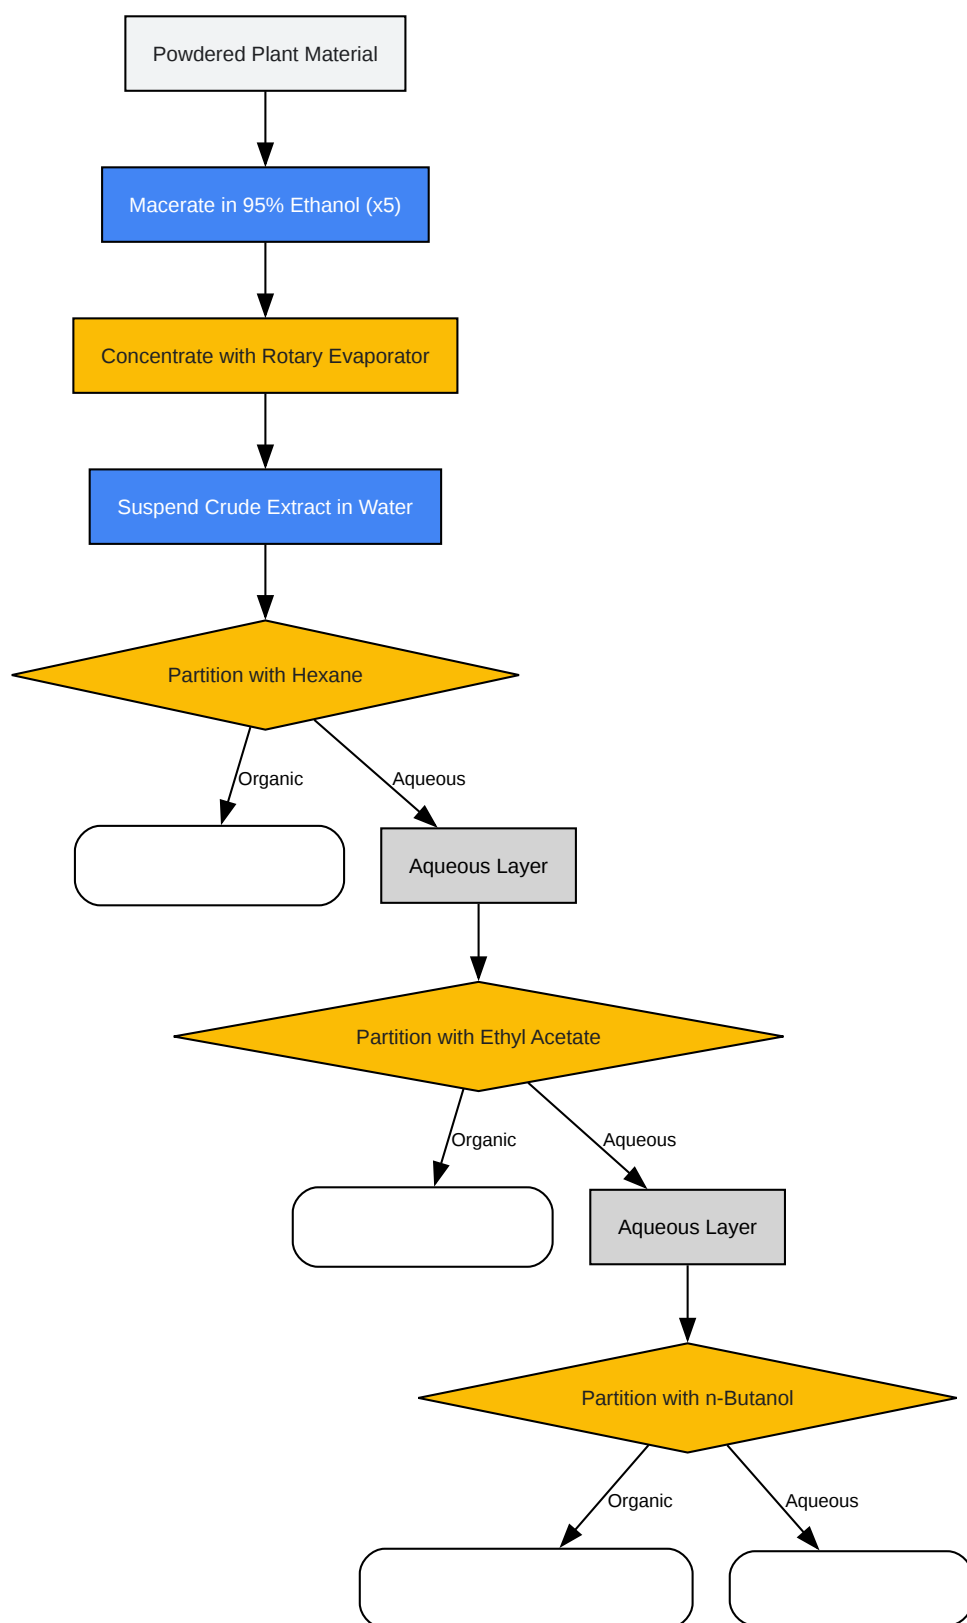 Powdered Plant Material
Macerate in 95% Ethanol (x5)
Concentrate with Rotary Evaporator
Suspend Crude Extract in Water
Partition with Hexane
Organic
Aqueous
Aqueous Layer
Partition with Ethyl Acetate
Organic
Aqueous
Aqueous Layer
Partition with n-Butanol
Organic
Aqueous